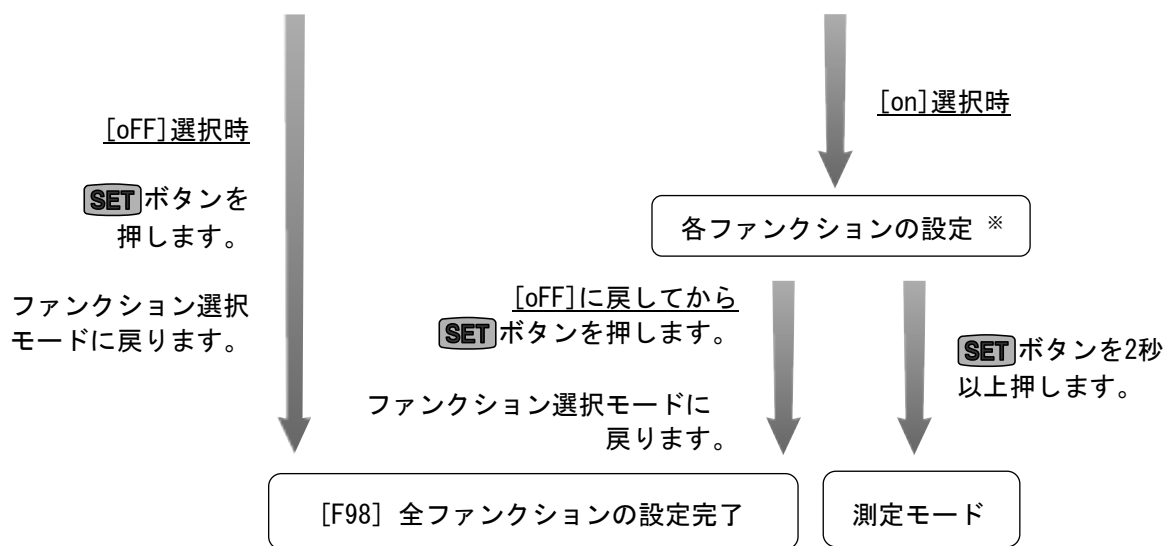 [oFF]選択時
SETボタンを
押します。
ファンクション選択
モードに戻ります。
[on]選択時
各ファンクションの設定 ※
[oFF]に戻してから
SETボタンを押します。
ファンクション選択モードに
戻ります。
SETボタンを2秒
以上押します。
[F98] 全ファンクションの設定完了
測定モード